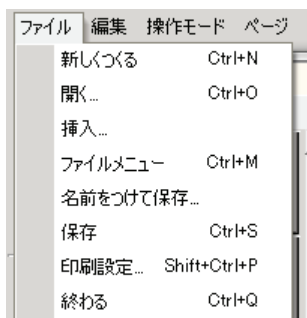 ファイル 編集 操作モード ページ
新しくつくる Ctrl+N
開く... Ctrl+O
挿入...
ファイルメニュー Ctrl+M
名前をつけて保存...
保存 Ctrl+S
印刷設定... Shift+Ctrl+P
終わる Ctrl+Q